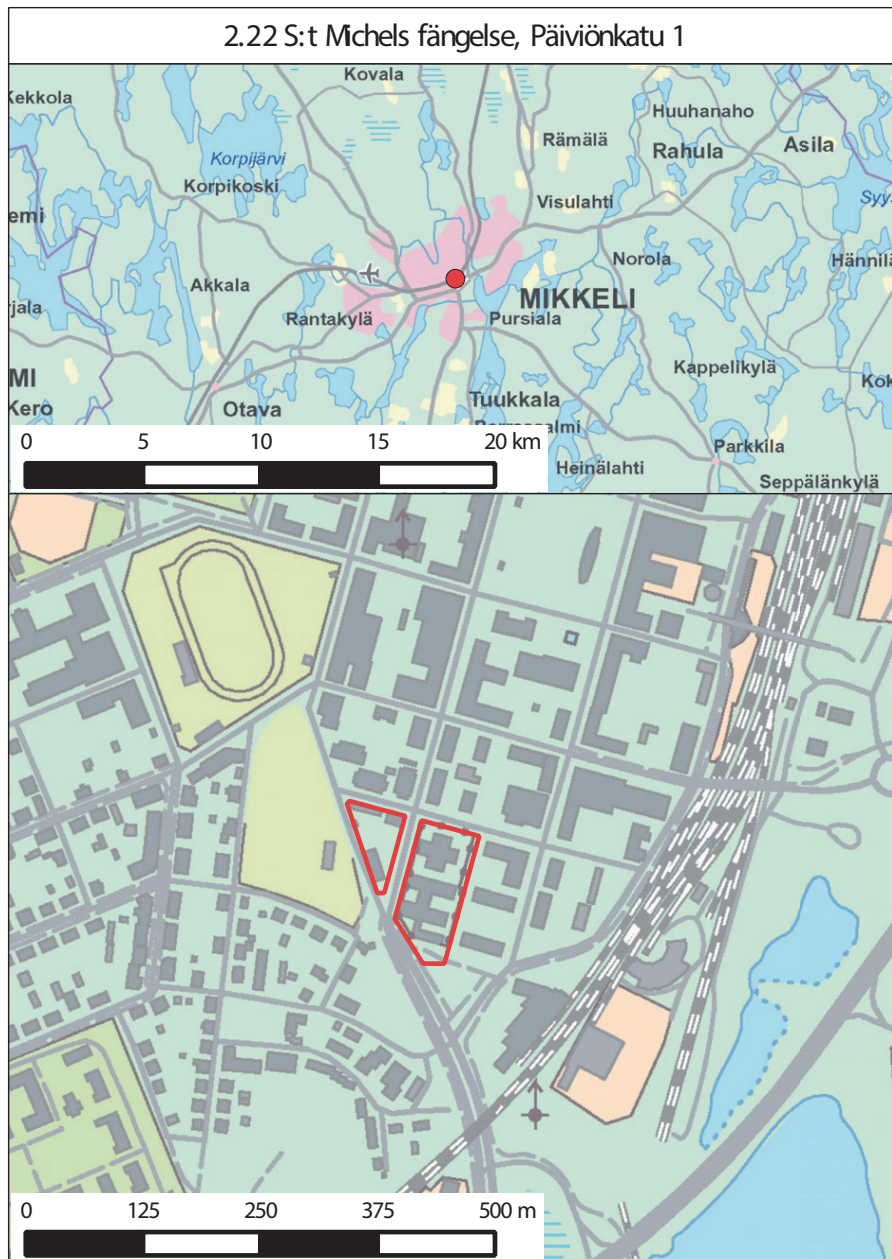 2.22 S:t Michels fängelse, Päiviönkatu 1
Kovala
Kekkola
Huuhanaho
Rämälä
Asila
Rahula
Korpijärvi
Korpikoski
Visulahti
Syy
emi
Norola
Hännilä
Akkala
MIKKELI
rjala
Rantakylä
Pursiala
Kappelikylä
MI
Kok
Kero
Otava
Tuukkala
Parkkila
Heinälahti
Seppälänkylä
0 5 10 15 20 km
0 125 250 375 500 m